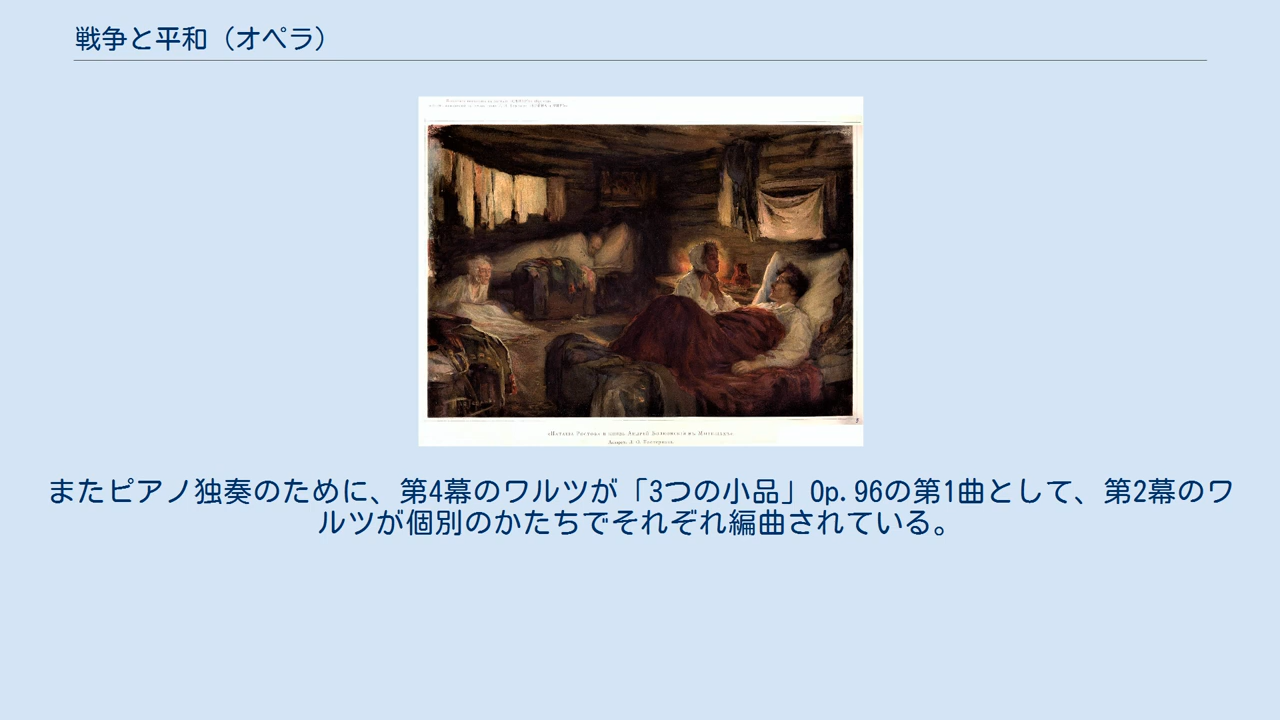 戦争と平和（オペラ）
またピアノ独奏のために、第4幕のワルツが「3つの小品」Op.96の第1曲として、第2幕のワ
ルツが個別のかたちでそれぞれ編曲されている。